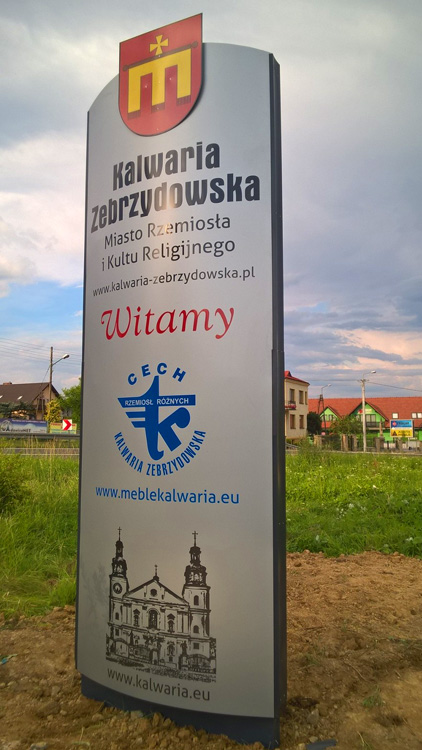 Kalwaria
Zebrzydowska
Miasto Rzemiosła
i Kultu Religijnego
www.kalwaria-zebrzydowska.pl
Witamy
CECH
RZEMIOSŁ RÓŻNYCH
KALWARIA ZEBRZYDOWSKA
www.meblekalwaria.eu
www.kalwaria.eu